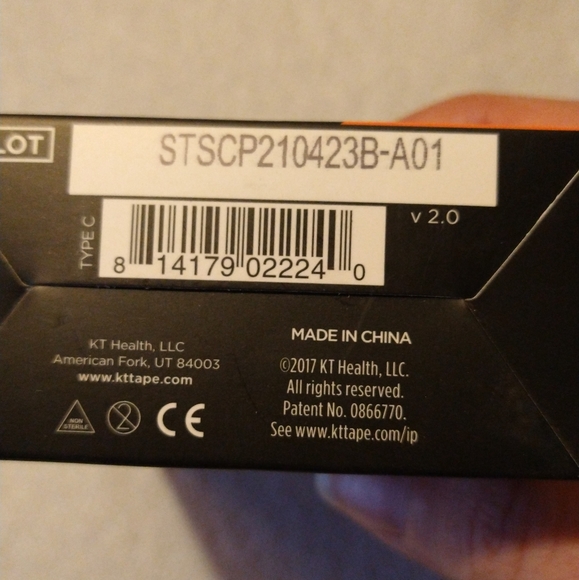 LOT
STSCP210423B-A01
TYPE C
8 14179 02224 0
v 2.0
KT Health, LLC
American Fork, UT 84003
www.kttape.com
NON
STERILE
2
CE
MADE IN CHINA
©2017 KT Health, LLC.
All rights reserved.
Patent No. 0866770.
See www.kttape.com/ip